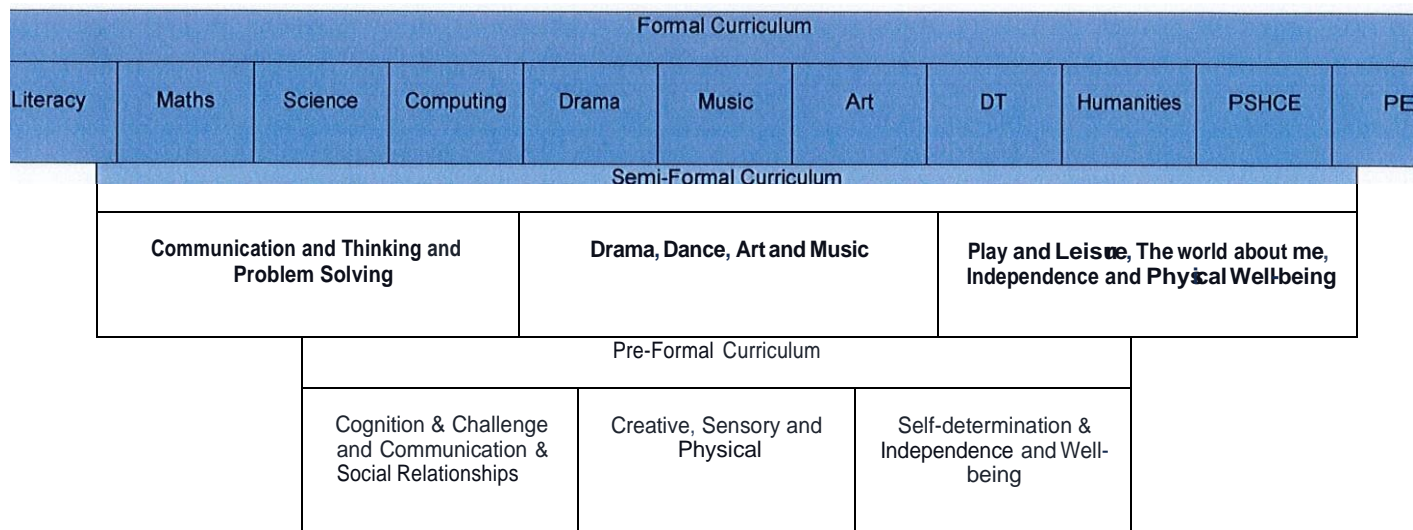 Formal Curriculum
Literacy Maths Science Computing Drama Music Art DT Humanities PSHCE PE
Semi-Formal Curriculum
Communication and Thinking and
Problem Solving
Drama, Dance, Art and Music
Play and Leisure, The world about me,
Independence and Physical Well-being
Pre-Formal Curriculum
Cognition & Challenge
and Communication &
Social Relationships
Creative, Sensory and
Physical
Self-determination &
Independence and Well-
being